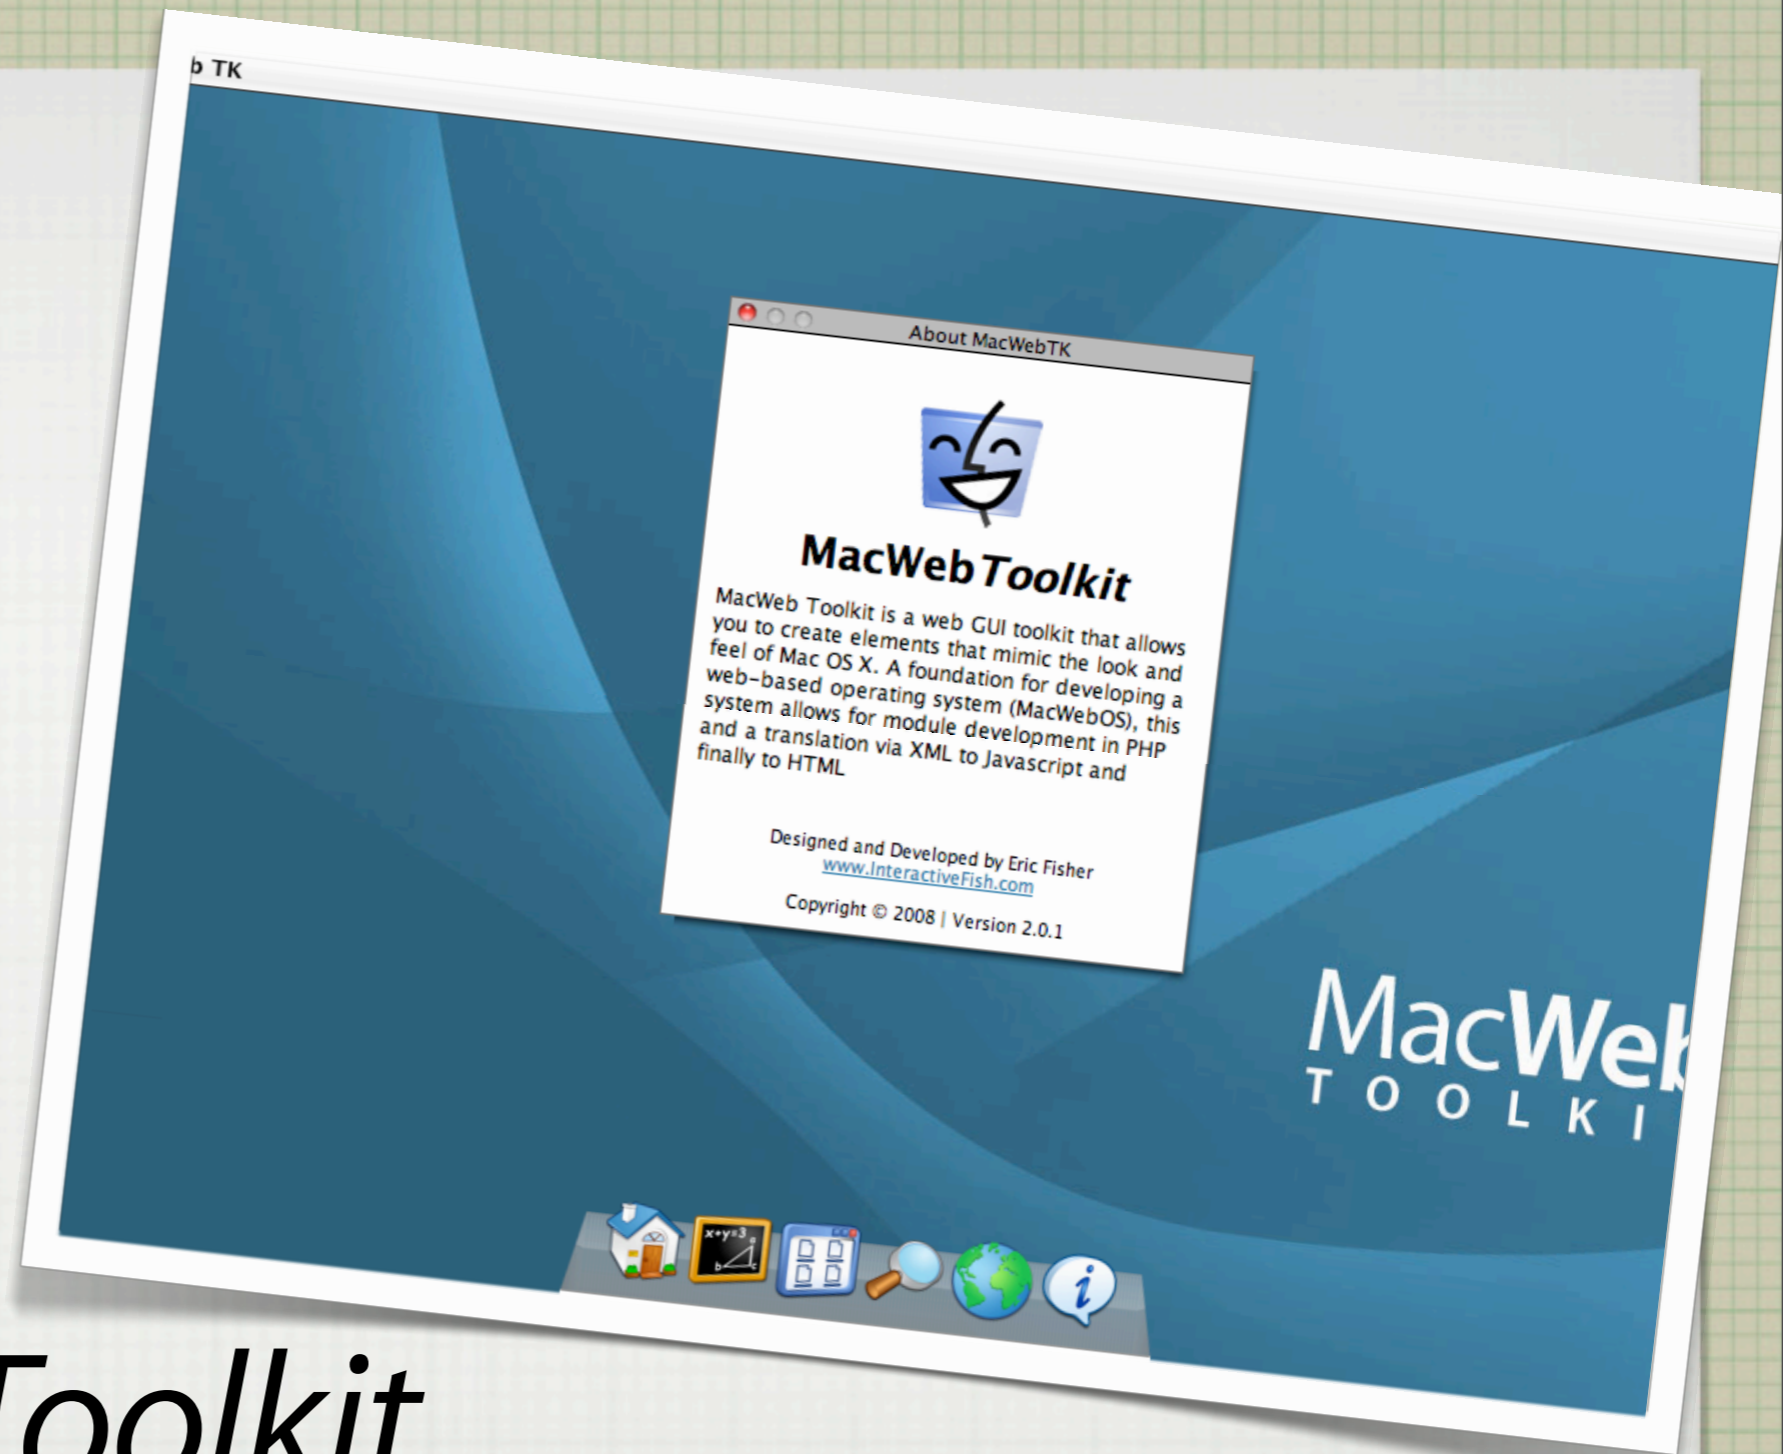 b TK
About MacWebTK
MacWebToolkit
MacWeb Toolkit is a web GUI toolkit that allows
you to create elements that mimic the look and
feel of Mac OS X. A foundation for developing a
web-based operating system (MacWebOS), this
system allows for module development in PHP
and a translation via XML to Javascript and
finally to HTML
Designed and Developed by Eric Fisher
www.InteractiveFish.com
Copyright © 2008 | Version 2.0.1
MacWeb
TOOLKI
x+y=3
a
b
c
i
Toolkit